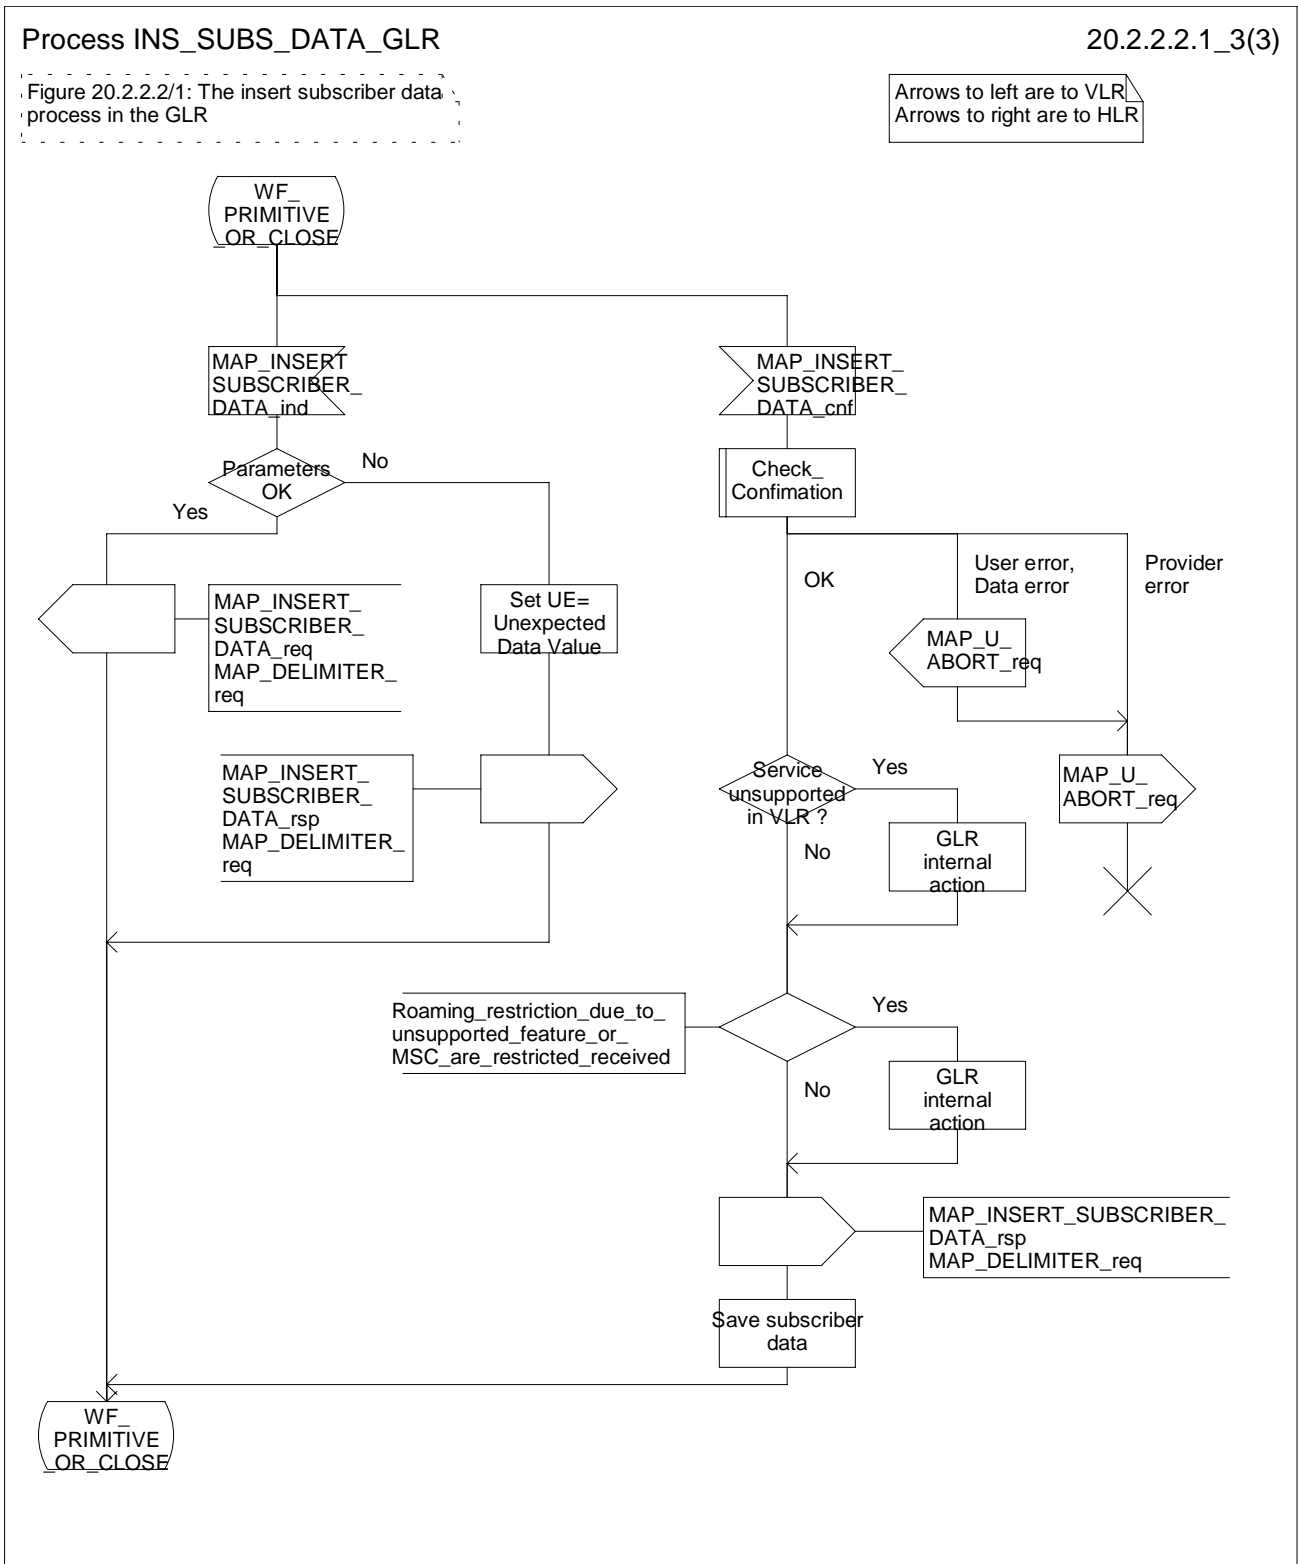 Process INS_SUBS_DATA_GLR
20.2.2.2.1_3(3)
Figure 20.2.2.2/1: The insert subscriber data
process in the GLR
Arrows to left are to VLR
Arrows to right are to HLR
WF_
PRIMITIVE
_OR_CLOSE
MAP_INSERT
SUBSCRIBER_
DATA_ind
MAP_INSERT_
SUBSCRIBER_
DATA_cnf
Parameters
OK
No
Yes
Check_
Confimation
OK
User error,
Data error
Provider
error
MAP_INSERT_
SUBSCRIBER_
DATA_req
MAP_DELIMITER_
req
Set UE=
Unexpected
Data Value
MAP_U_
ABORT_req
MAP_INSERT_
SUBSCRIBER_
DATA_rsp
MAP_DELIMITER_
req
Service
unsupported
in VLR ?
Yes
No
GLR
internal
action
MAP_U_
ABORT_req
Roaming_restriction_due_to_
unsupported_feature_or_
MSC_are_restricted_received
Yes
No
GLR
internal
action
MAP_INSERT_SUBSCRIBER_
DATA_rsp
MAP_DELIMITER_req
Save subscriber
data
WF_
PRIMITIVE
_OR_CLOSE